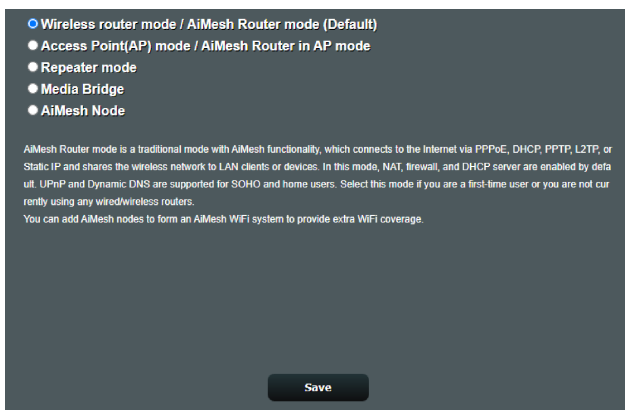 Wireless router mode / AiMesh Router mode (Default)
Access Point(AP) mode / AiMesh Router in AP mode
Repeater mode
Media Bridge
AiMesh Node
AiMesh Router mode is a traditional mode with AiMesh functionality, which connects to the Internet via PPPoE, DHCP, PPTP, L2TP, or
Static IP and shares the wireless network to LAN clients or devices. In this mode, NAT, firewall, and DHCP server are enabled by defa
ult. UPnP and Dynamic DNS are supported for SOHO and home users. Select this mode if you are a first-time user or you are not cur
rently using any wired/wireless routers.
You can add AiMesh nodes to form an AiMesh WiFi system to provide extra WiFi coverage.
Save